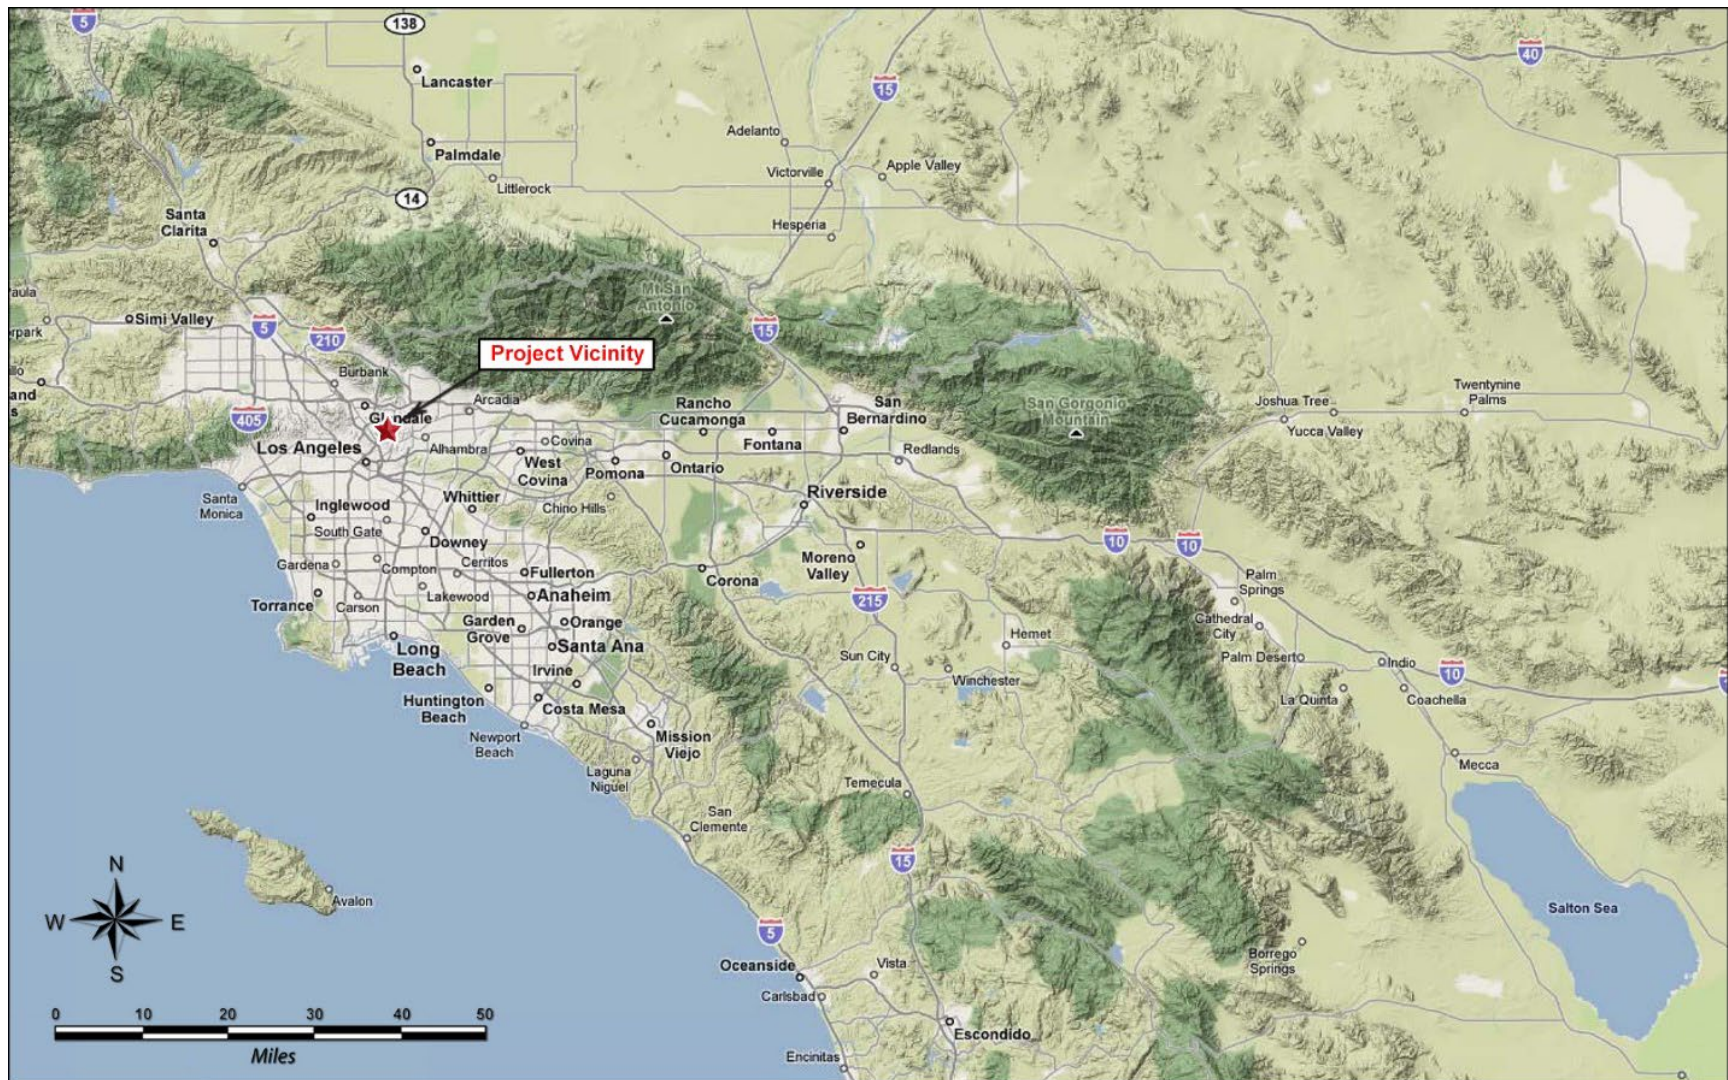 5
138
Lancaster
40
15
Adelanto
Palmdale
Victorville
Apple Valley
Littlerock
14
Santa
Clarita
Hesperia
aula
Mt San
Antonio
rpark
Simi Valley
5
210
15
Project Vicinity
Burbank
llo
and
s
405
Glendale
Arcadia
Rancho
Cucamonga
San
Bernardino
San Gorgonio
Mountain
Joshua Tree
Twentynine
Palms
Yucca Valley
Los Angeles
Alhambra
Covina
Fontana
Redlands
West
Covina
Pomona
Ontario
Santa
Monica
Inglewood
Whittier
Chino Hills
Riverside
South Gate
Downey
10
10
Gardena
Compton
Cerritos
Fullerton
Corona
Moreno
Valley
Palm
Springs
Torrance
Carson
Lakewood
Anaheim
215
Garden
Grove
Orange
Cathedral
City
Long
Beach
Santa Ana
Hemet
Irvine
Sun City
Palm Desert
Indio
10
Winchester
Huntington
Beach
Costa Mesa
La Quinta
Coachella
Newport
Beach
Mission
Viejo
Mecca
Laguna
Niguel
Temecula
San
Clemente
15
N
W
E
S
Avalon
Salton Sea
5
Borrego
Springs
Oceanside
Vista
Carlsbad
0 10 20 30 40 50
Miles
Escondido
Encinitas